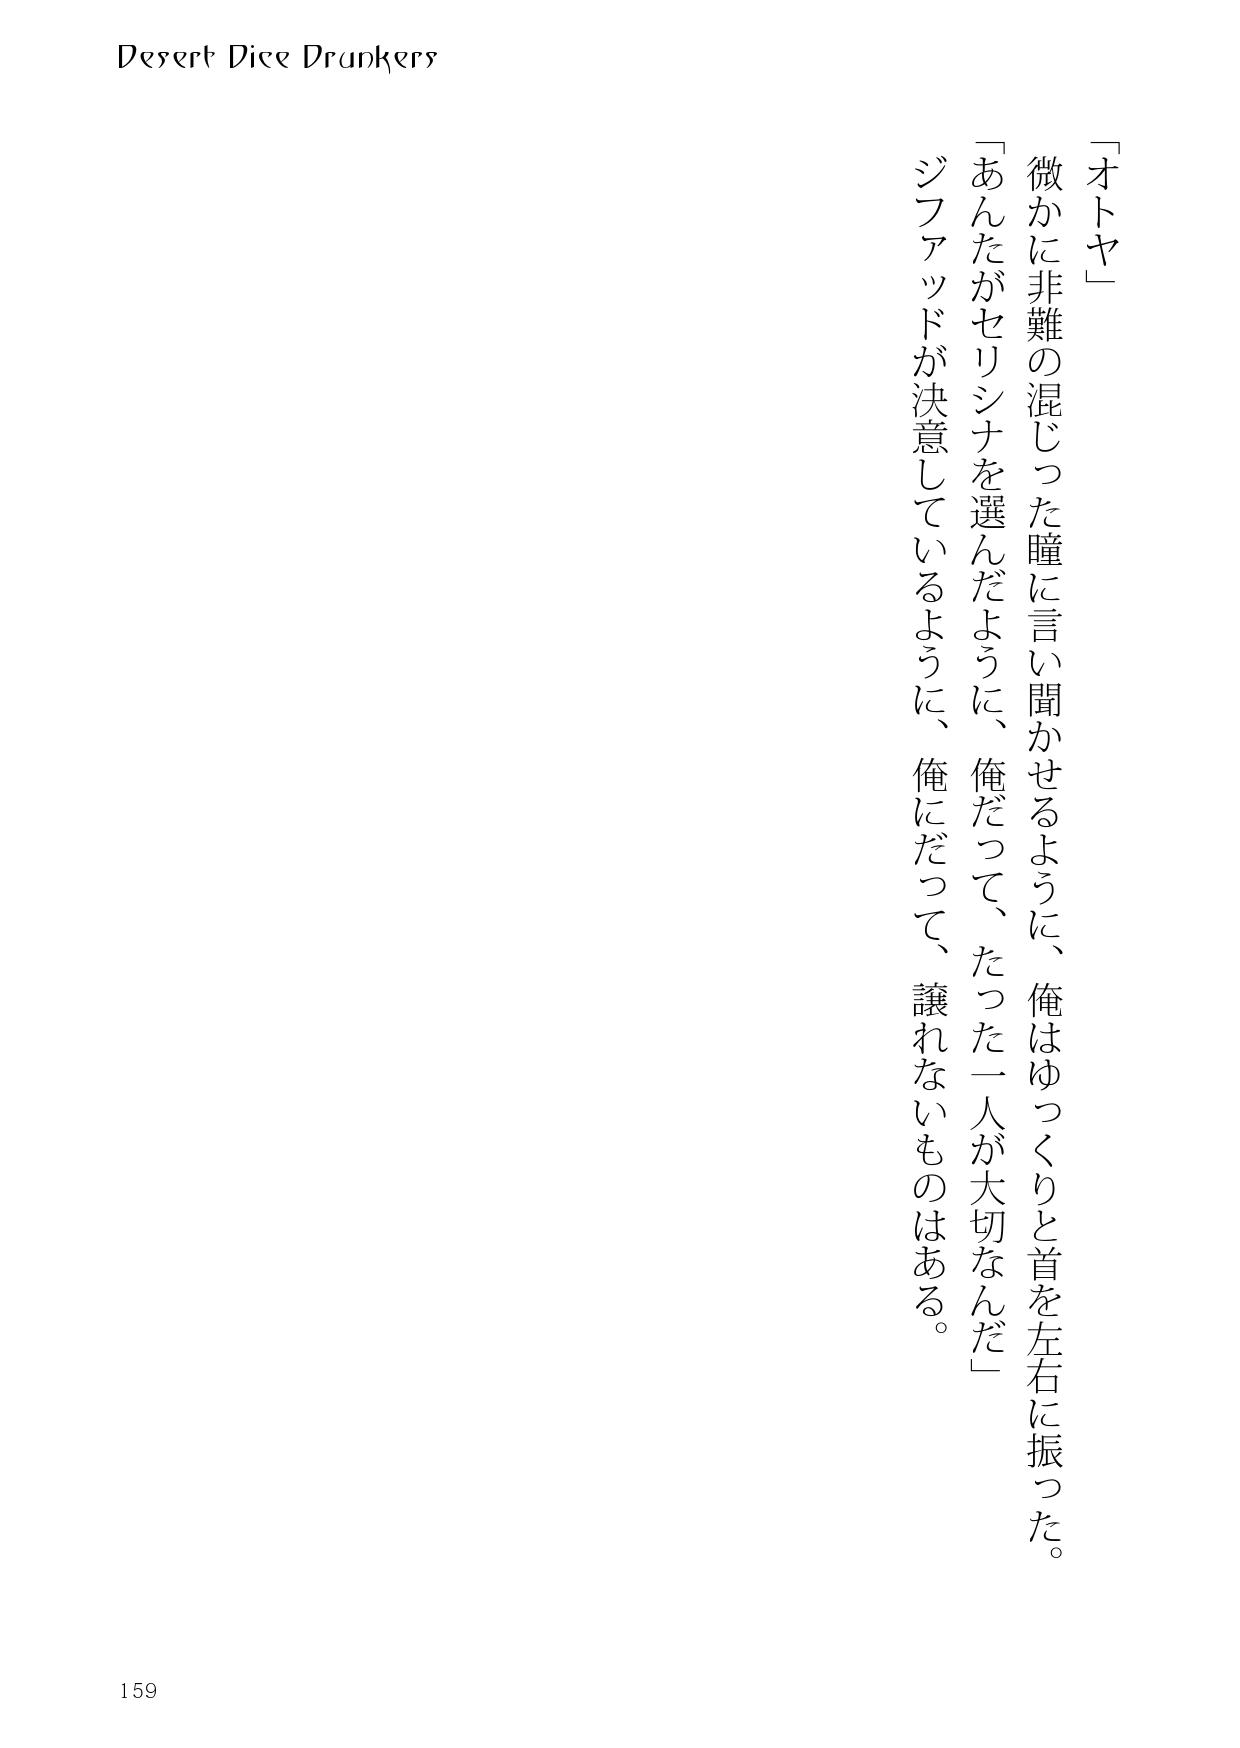 Desert Dice Drunkers
「オトヤ」
微かに非難の混じった瞳に言い聞かせるように、俺はゆっくりと首を左右に振った。
「あんたがセリシナを選んだように、俺だって、たった一人が大切なんだ」
ジファッドが決意しているように、俺にだって、譲れないものはある。
159